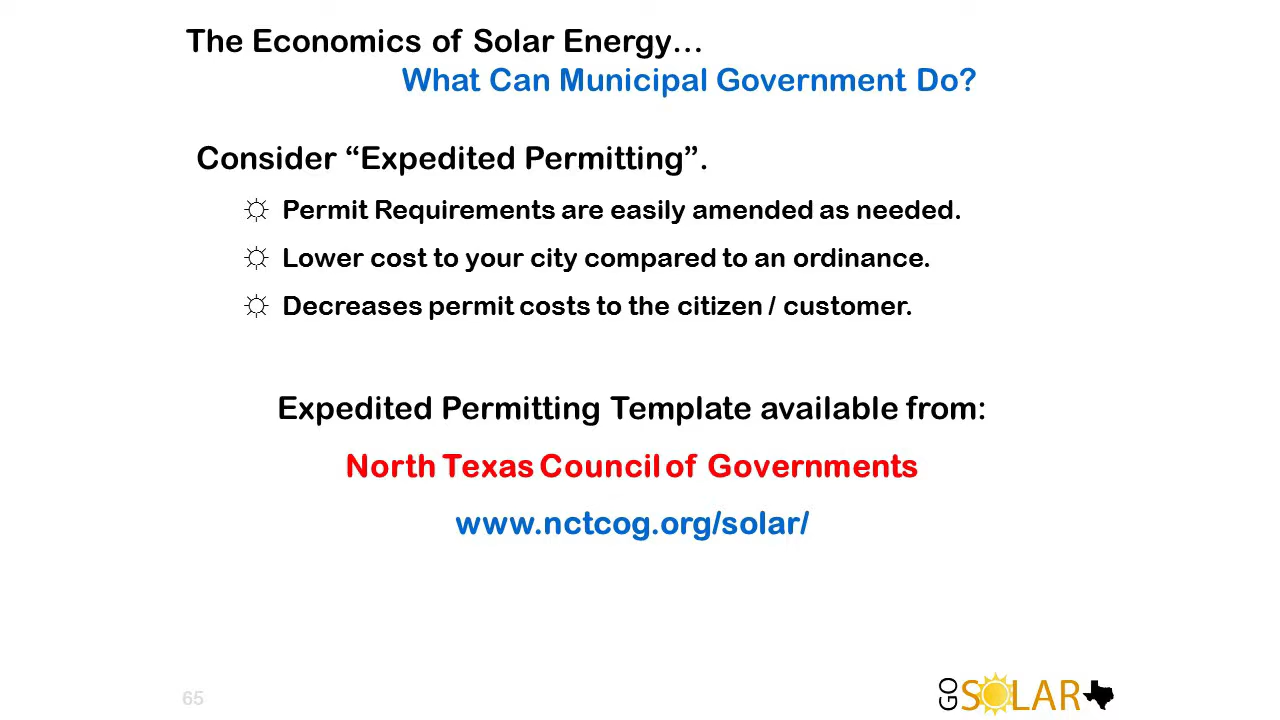 The Economics of Solar Energy…
What Can Municipal Government Do?
Consider “Expedited Permitting”.
☼ Permit Requirements are easily amended as needed.
☼ Lower cost to your city compared to an ordinance.
☼ Decreases permit costs to the citizen / customer.
Expedited Permitting Template available from:
North Texas Council of Governments
www.nctcog.org/solar/
65
GO SOLAR